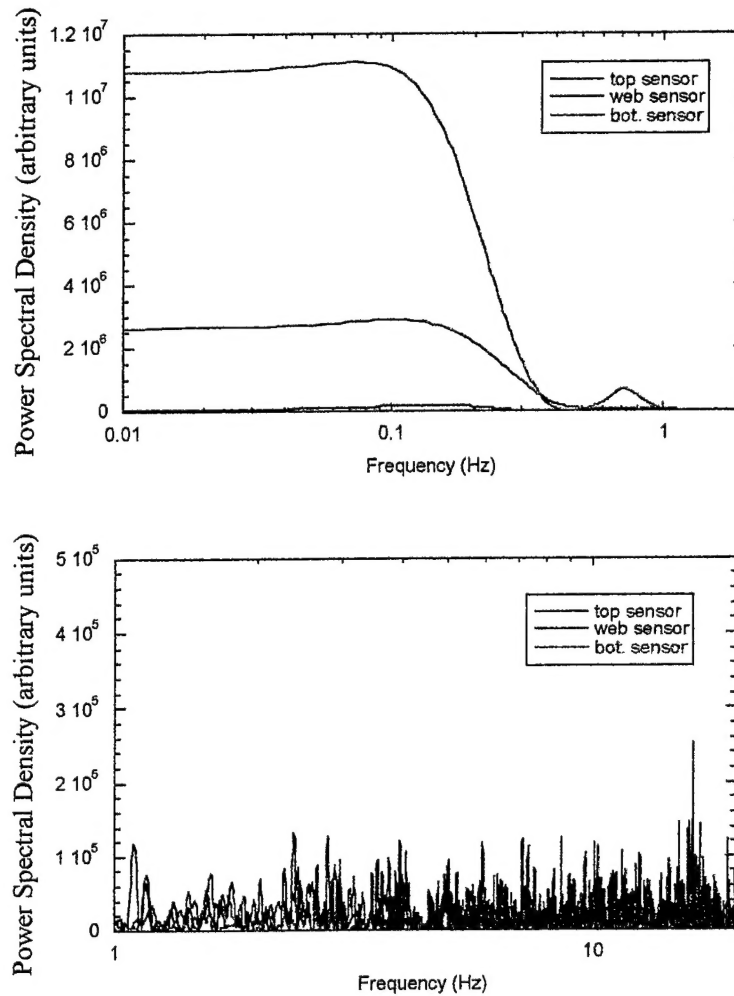 Power Spectral Density (arbitrary units)
1.2 10⁷
1 10⁷
8 10⁶
6 10⁶
4 10⁶
2 10⁶
0
top sensor
web sensor
bot. sensor
0.01
0.1
1
Frequency (Hz)
Power Spectral Density (arbitrary units)
5 10⁵
4 10⁵
3 10⁵
2 10⁵
1 10⁵
0
top sensor
web sensor
bot. sensor
1
10
Frequency (Hz)